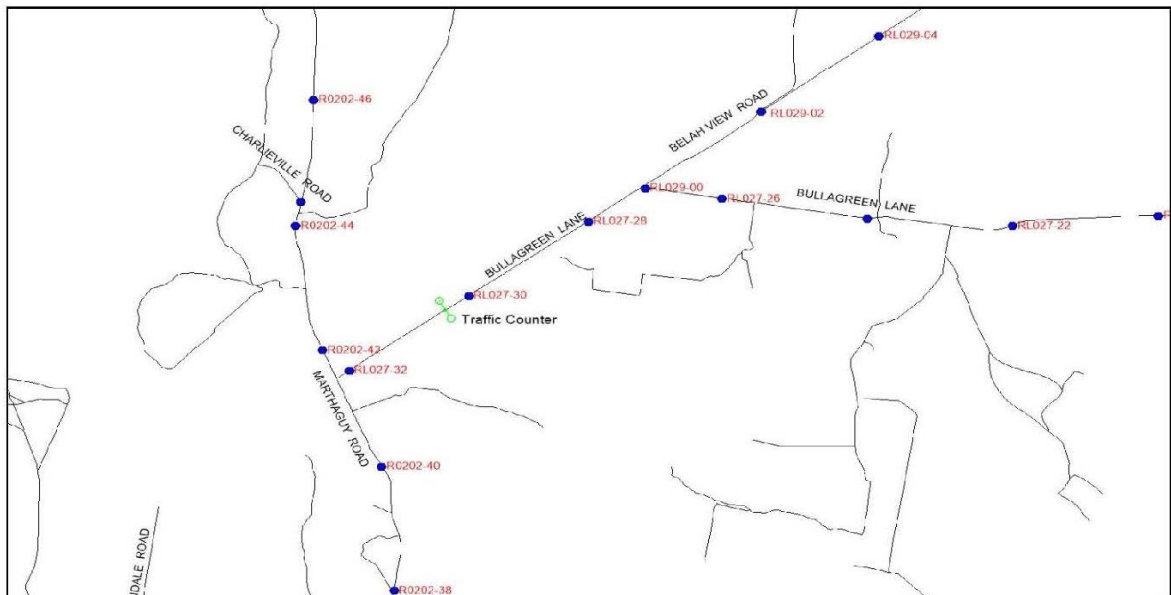 RL029-04
R0202-46
RL029-02
BELAH VIEW ROAD
CHARLIEVILLE ROAD
RL029-00
RL027-26
BULLAGREEN LANE
RL027-28
R0202-44
RL027-22
BULLAGREEN LANE
RL027-30
Traffic Counter
R0202-42
RL027-32
MARTHAGUY ROAD
R0202-40
DALE ROAD
R0202-38